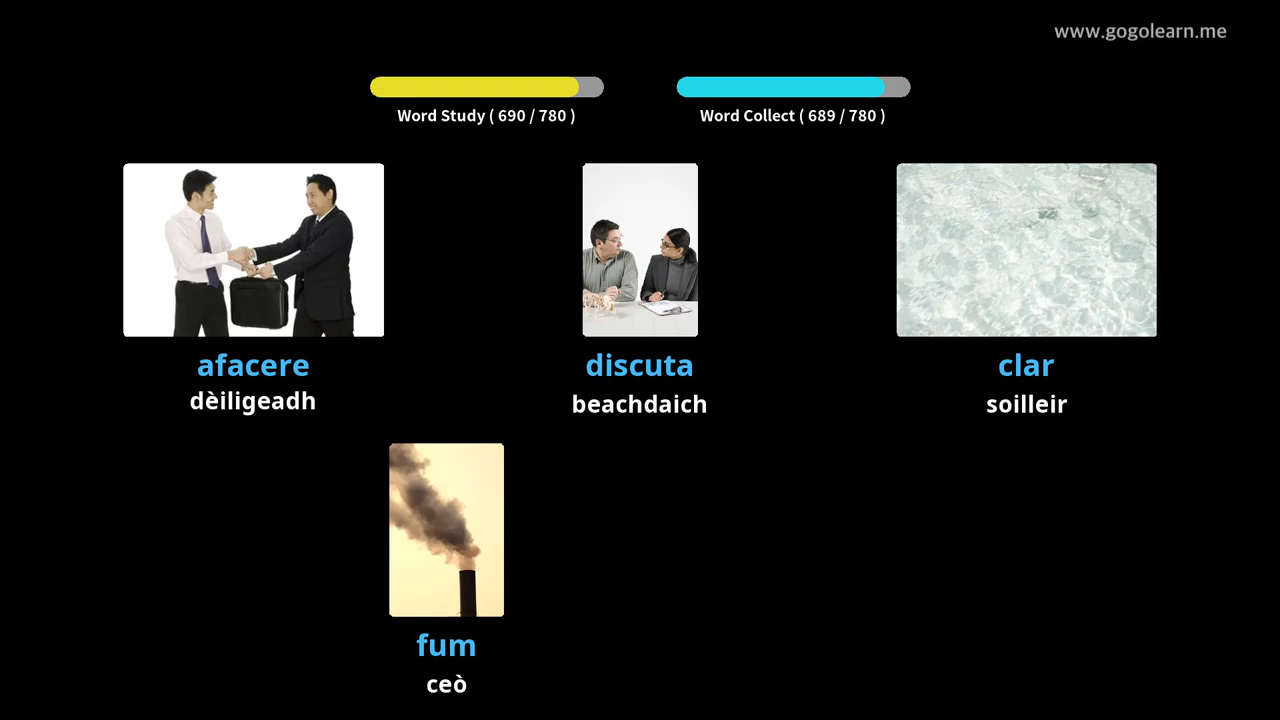 www.gogolearn.me
Word Study ( 690 / 780 )
Word Collect ( 689 / 780 )
afacere
dèiligeadh
discuta
beachdaich
clar
soilleir
fum
ceò